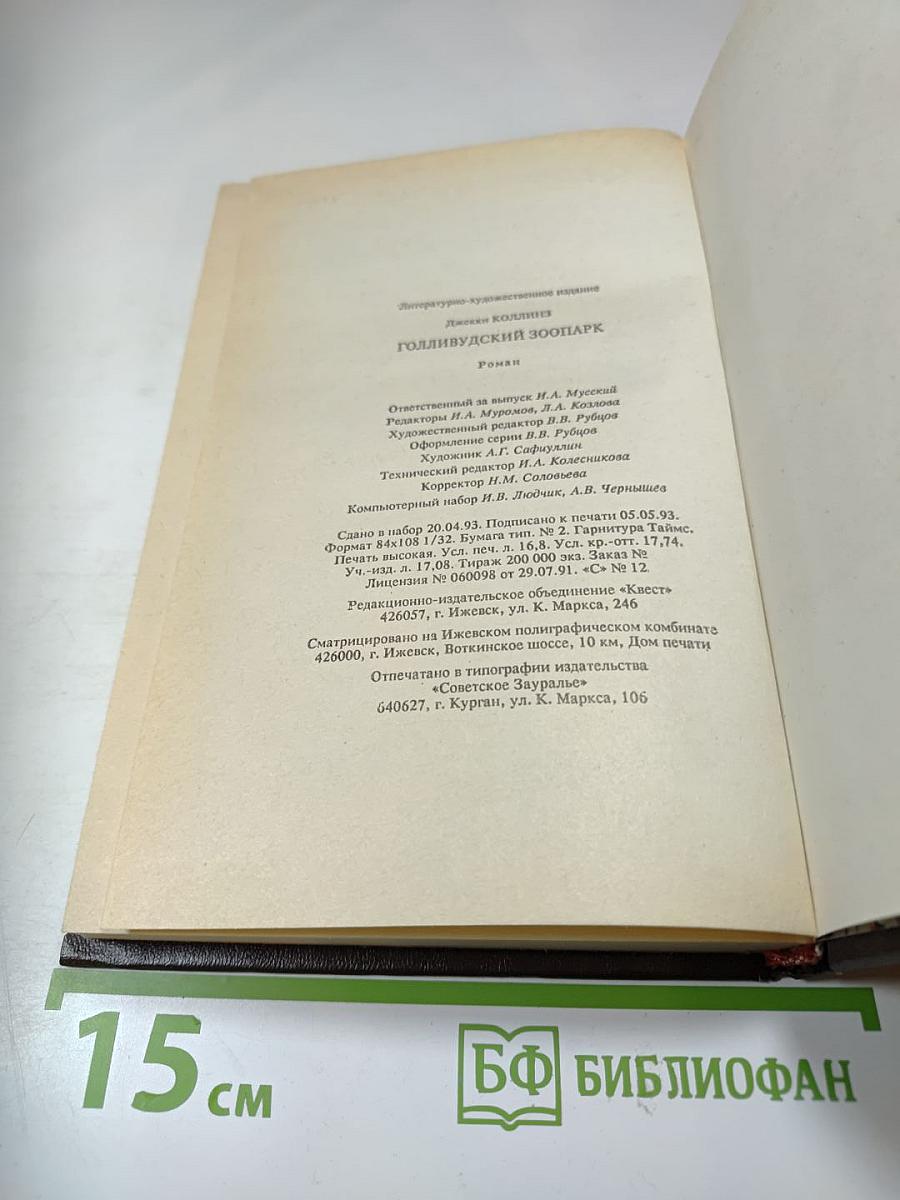 Литературно-художественное издание
Джекки КОЛЛИНЗ
ГОЛЛИВУДСКИЙ ЗООПАРК
Роман
Ответственный за выпуск И.А. Мусский
Редакторы И.А. Муромов, Л.А. Козлова
Художественный редактор В.В. Рубцов
Оформление серии В.В. Рубцов
Художник А.Г. Сафиуллин
Технический редактор И.А. Колесникова
Корректор Н.М. Соловьева
Компьютерный набор И.В. Людчик, А.В. Чернышев
Сдано в набор 20.04.93. Подписано к печати 05.05.93.
Формат 84х108 1/32. Бумага тип. № 2. Гарнитура Таймс.
Печать высокая. Усл. печ. л. 16,8. Усл. кр.-отт. 17,74.
Уч.-изд. л. 17,08. Тираж 200 000 экз. Заказ №
Лицензия № 060098 от 29.07.91. «С» № 12
Редакционно-издательское объединение «Квест»
426057, г. Ижевск, ул. К. Маркса, 246
Сматрицировано на Ижевском полиграфическом комбинате
426000, г. Ижевск, Воткинское шоссе, 10 км, Дом печати
Отпечатано в типографии издательства
«Советское Зауралье»
640627, г. Курган, ул. К. Маркса, 106
15 см
БФ БИБЛИОФАН